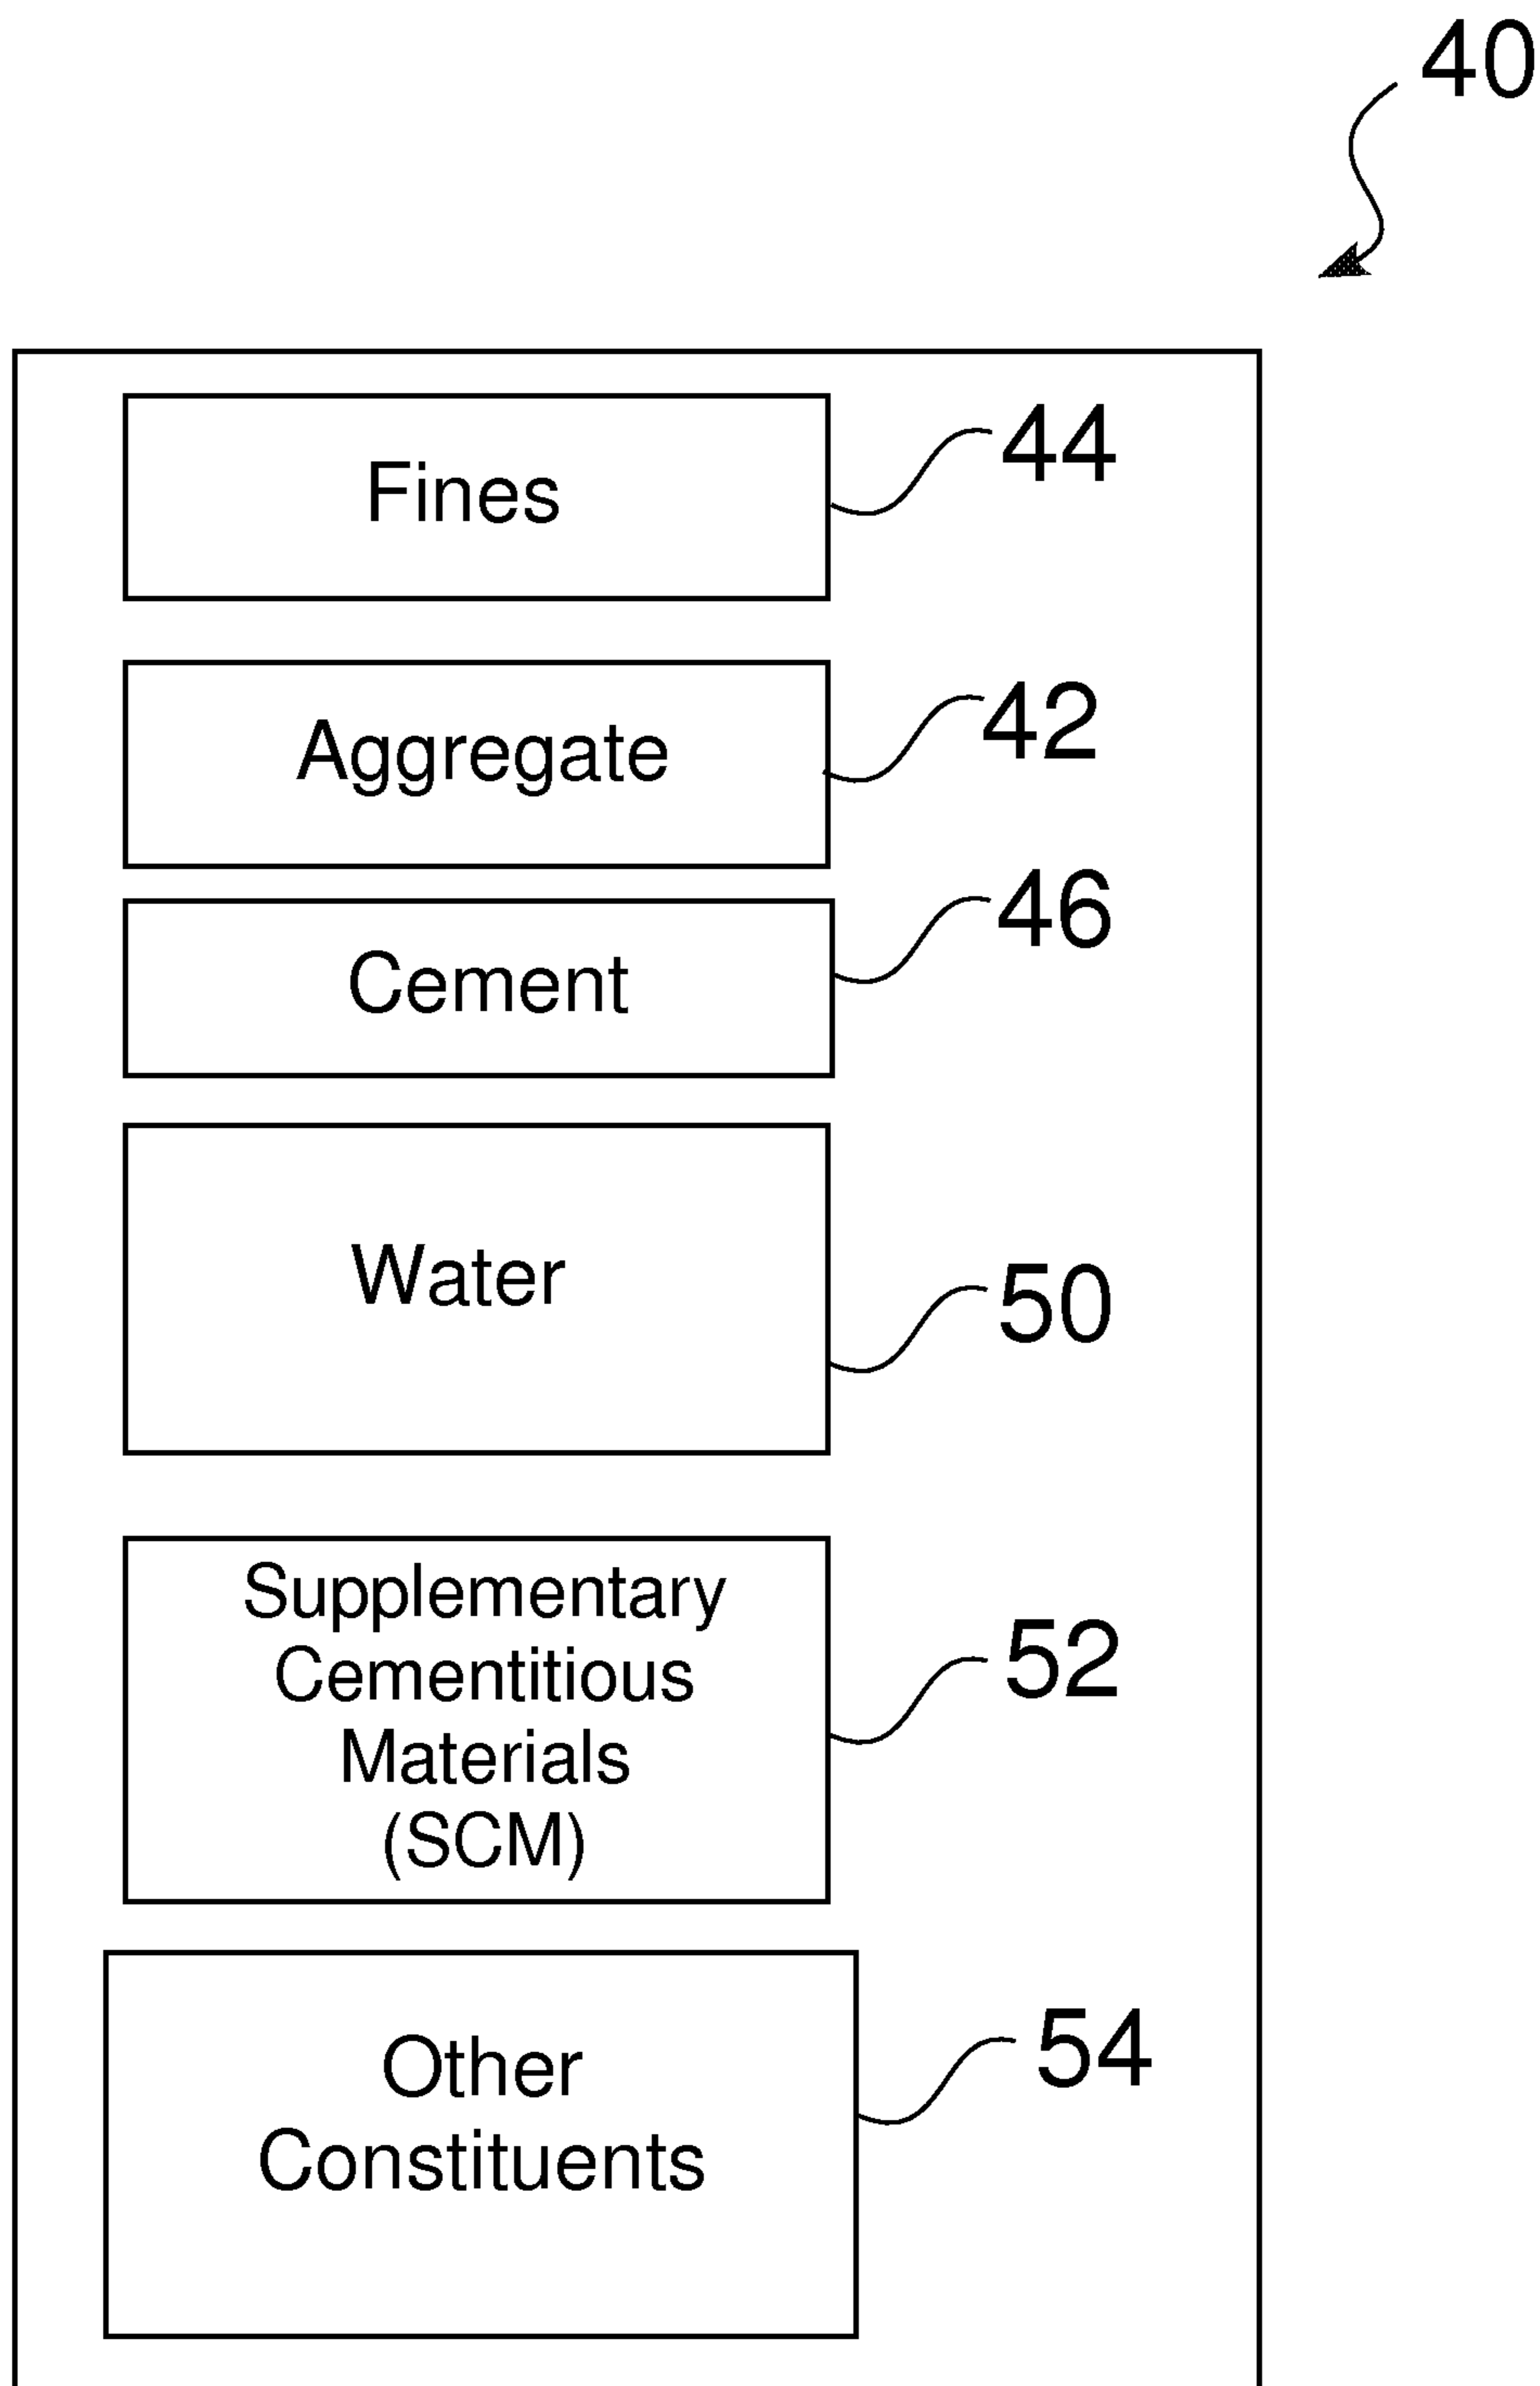 40
Fines
44
Aggregate
42
Cement
46
Water
50
Supplementary
Cementitious
Materials
(SCM)
52
Other
Constituents
54